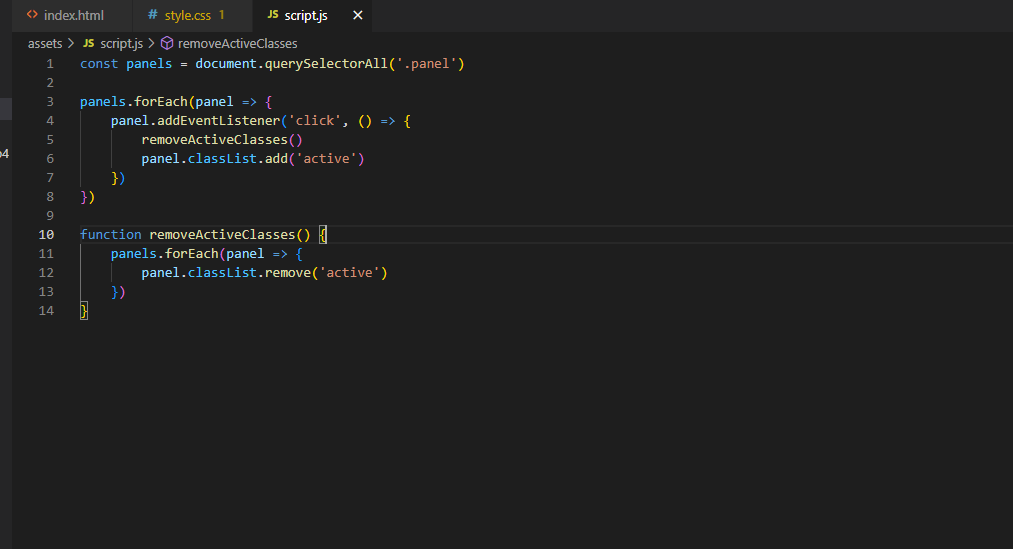 index.html # style.css 1 JS script.js ×
assets > JS script.js > removeActiveClasses
1 const panels = document.querySelectorAll('.panel')
2
3 panels.forEach(panel => {
4     panel.addEventListener('click', () => {
5         removeActiveClasses()
6         panel.classList.add('active')
7     })
8 })
9
10 function removeActiveClasses() {
11     panels.forEach(panel => {
12         panel.classList.remove('active')
13     })
14 }